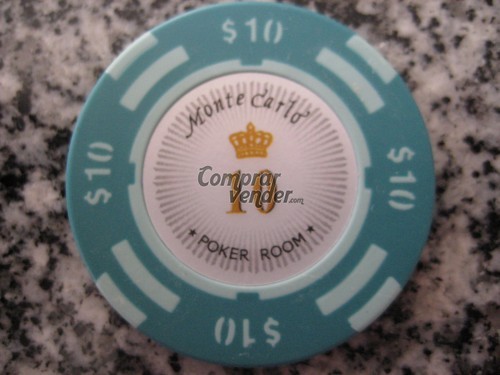 $10
Monte Carlo
$10
10
$10
Comprar
Vender.com
POKER ROOM
$10